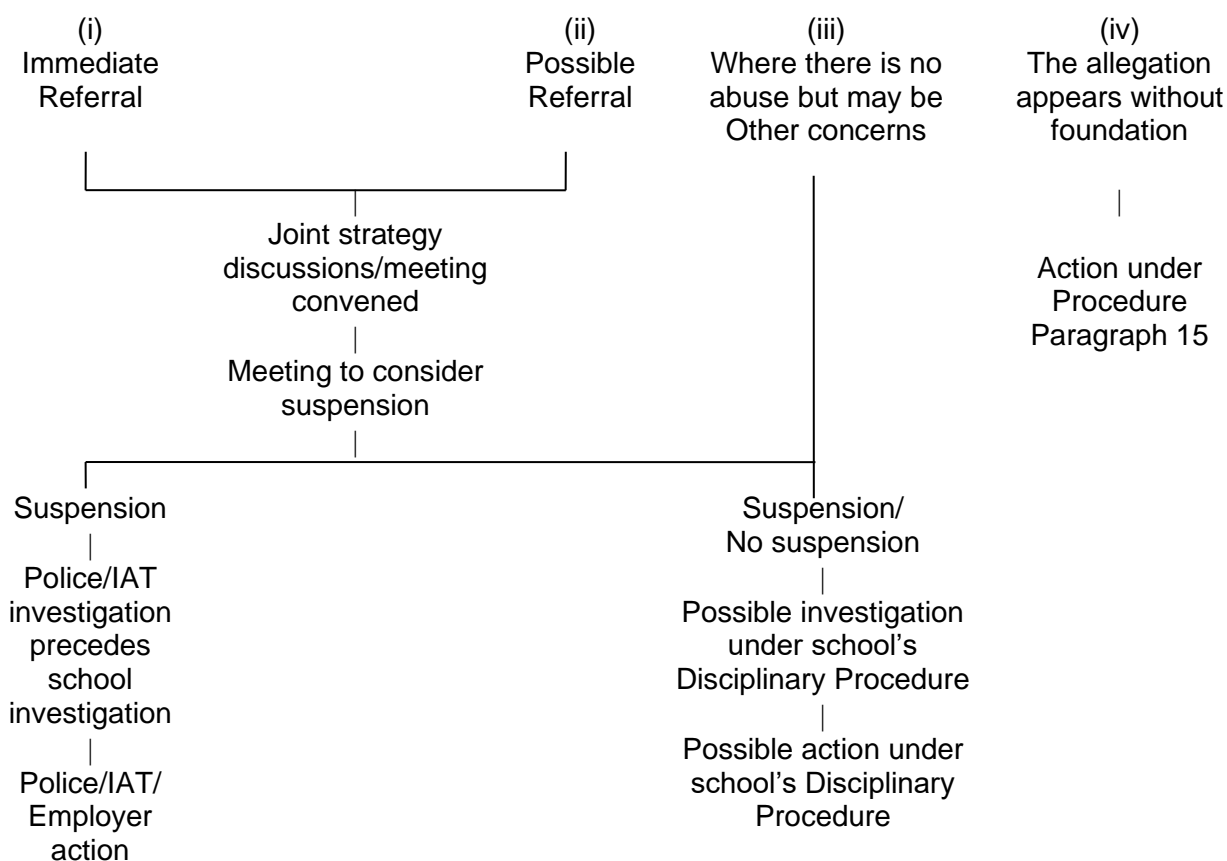 (i)
Immediate
Referral
(ii)
Possible
Referral
(iii)
Where there is no
abuse but may be
Other concerns
(iv)
The allegation
appears without
foundation
Joint strategy
discussions/meeting
convened
Meeting to consider
suspension
Action under
Procedure
Paragraph 15
Suspension
Police/IAT
investigation
precedes
school
investigation
Police/IAT/
Employer
action
Suspension/
No suspension
Possible investigation
under school’s
Disciplinary Procedure
Possible action under
school’s Disciplinary
Procedure